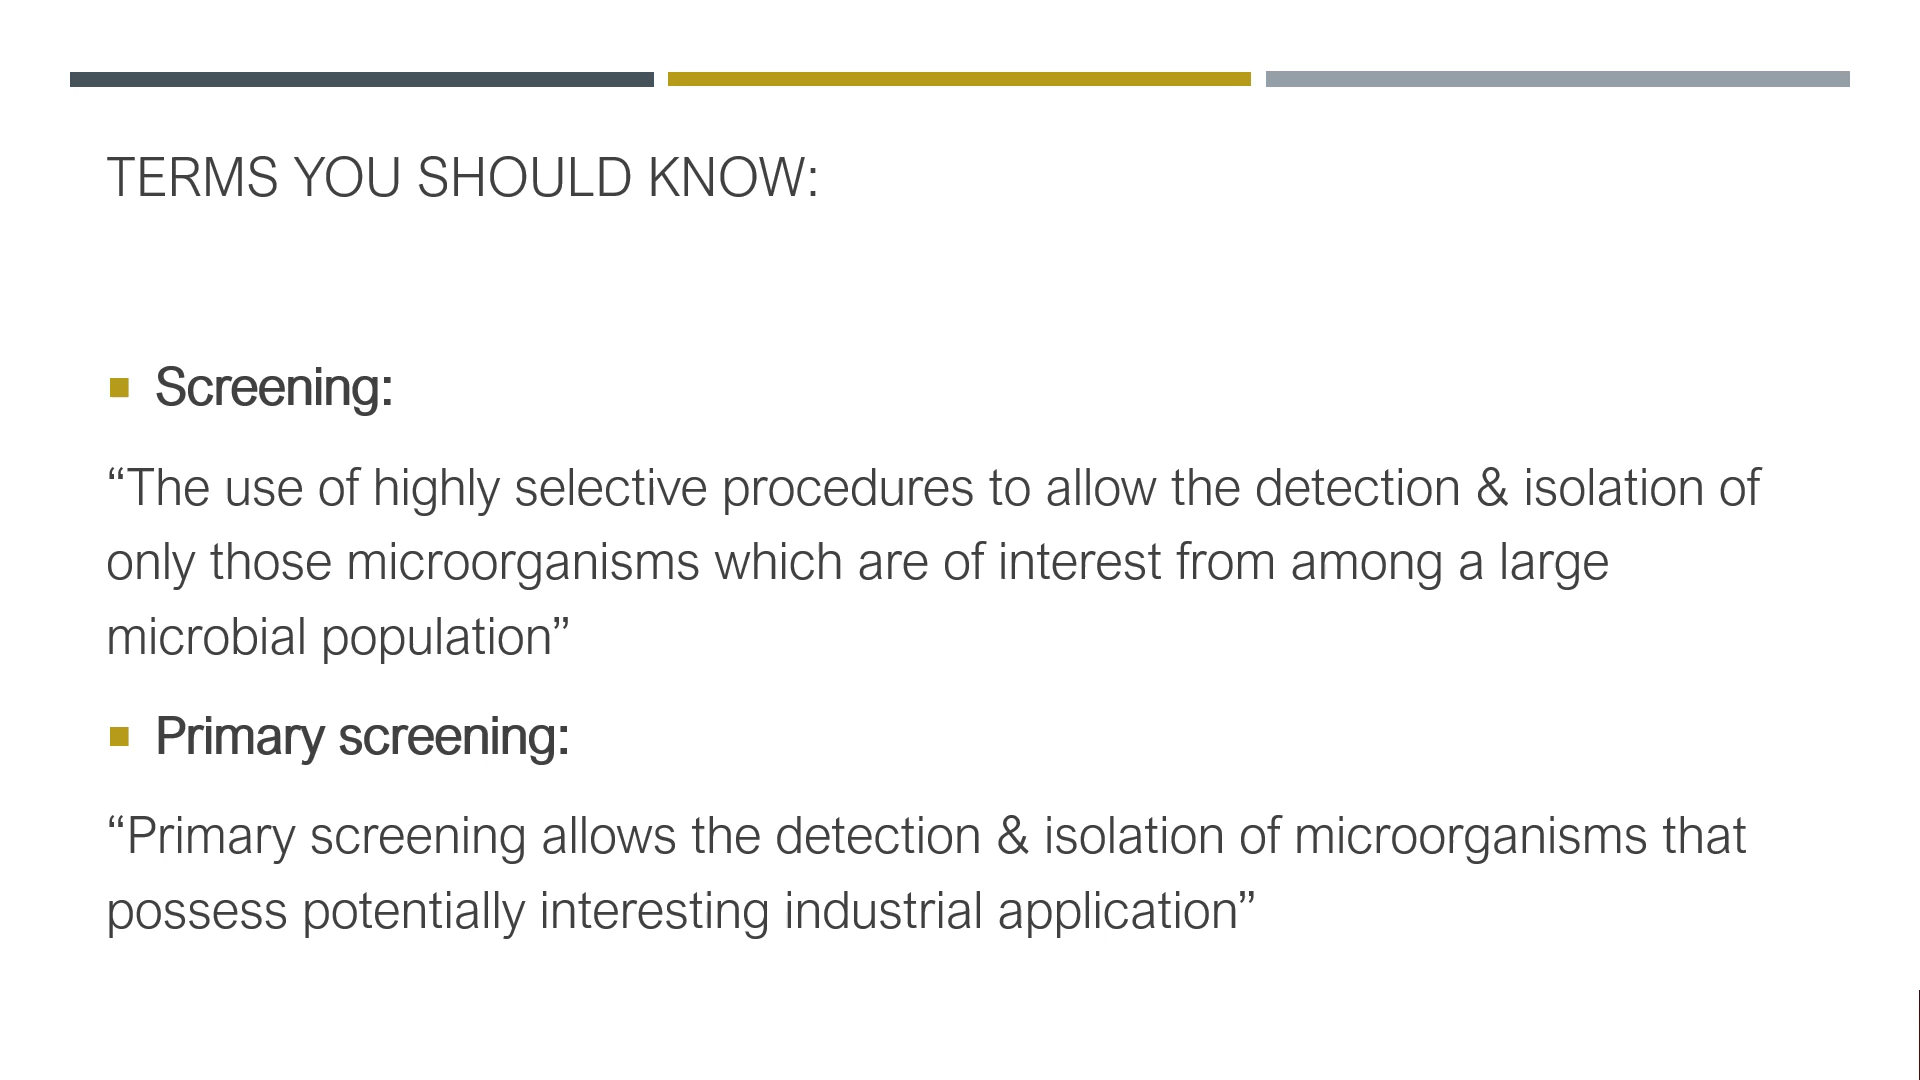 TERMS YOU SHOULD KNOW:
Screening:
“The use of highly selective procedures to allow the detection & isolation of
only those microorganisms which are of interest from among a large
microbial population”
Primary screening:
“Primary screening allows the detection & isolation of microorganisms that
possess potentially interesting industrial application”